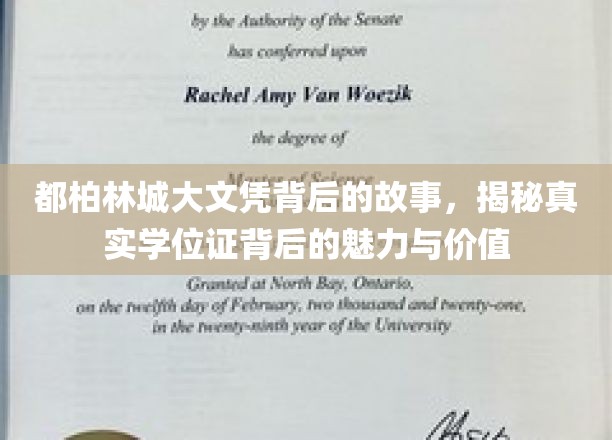 by the Authority of the Senate
has conferred upon
Rachel Amy Van Woezik
the degree of
Master of Science
都柏林城大文凭背后的故事，揭秘真
实学位证背后的魅力与价值
Granted at North Bay, Ontario,
on the twelfth day of February, two thousand and twenty-one,
in the twenty-ninth year of the University